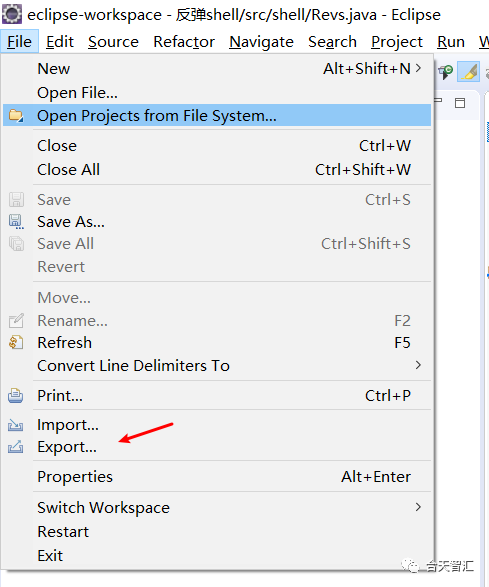 eclipse-workspace - 反弹shell/src/shell/Revs.java - Eclipse
File Edit Source Refactor Navigate Search Project Run W
New Alt+Shift+N >
Open File...
Open Projects from File System...
Close Ctrl+W
Close All Ctrl+Shift+W
Save Ctrl+S
Save As...
Save All Ctrl+Shift+S
Revert
Move...
Rename... F2
Refresh F5
Convert Line Delimiters To >
Print... Ctrl+P
Import...
Export...
Properties Alt+Enter
Switch Workspace >
Restart
Exit
合天智汇